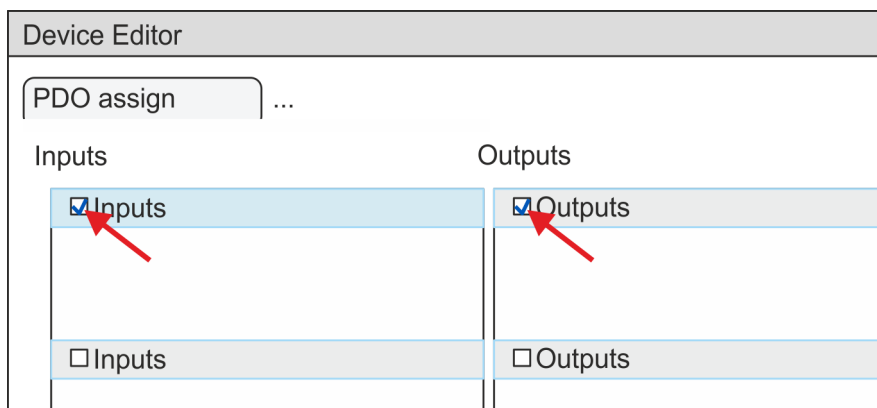 Device Editor
PDO assign ...
Inputs Outputs
Inputs Outputs
Inputs Outputs